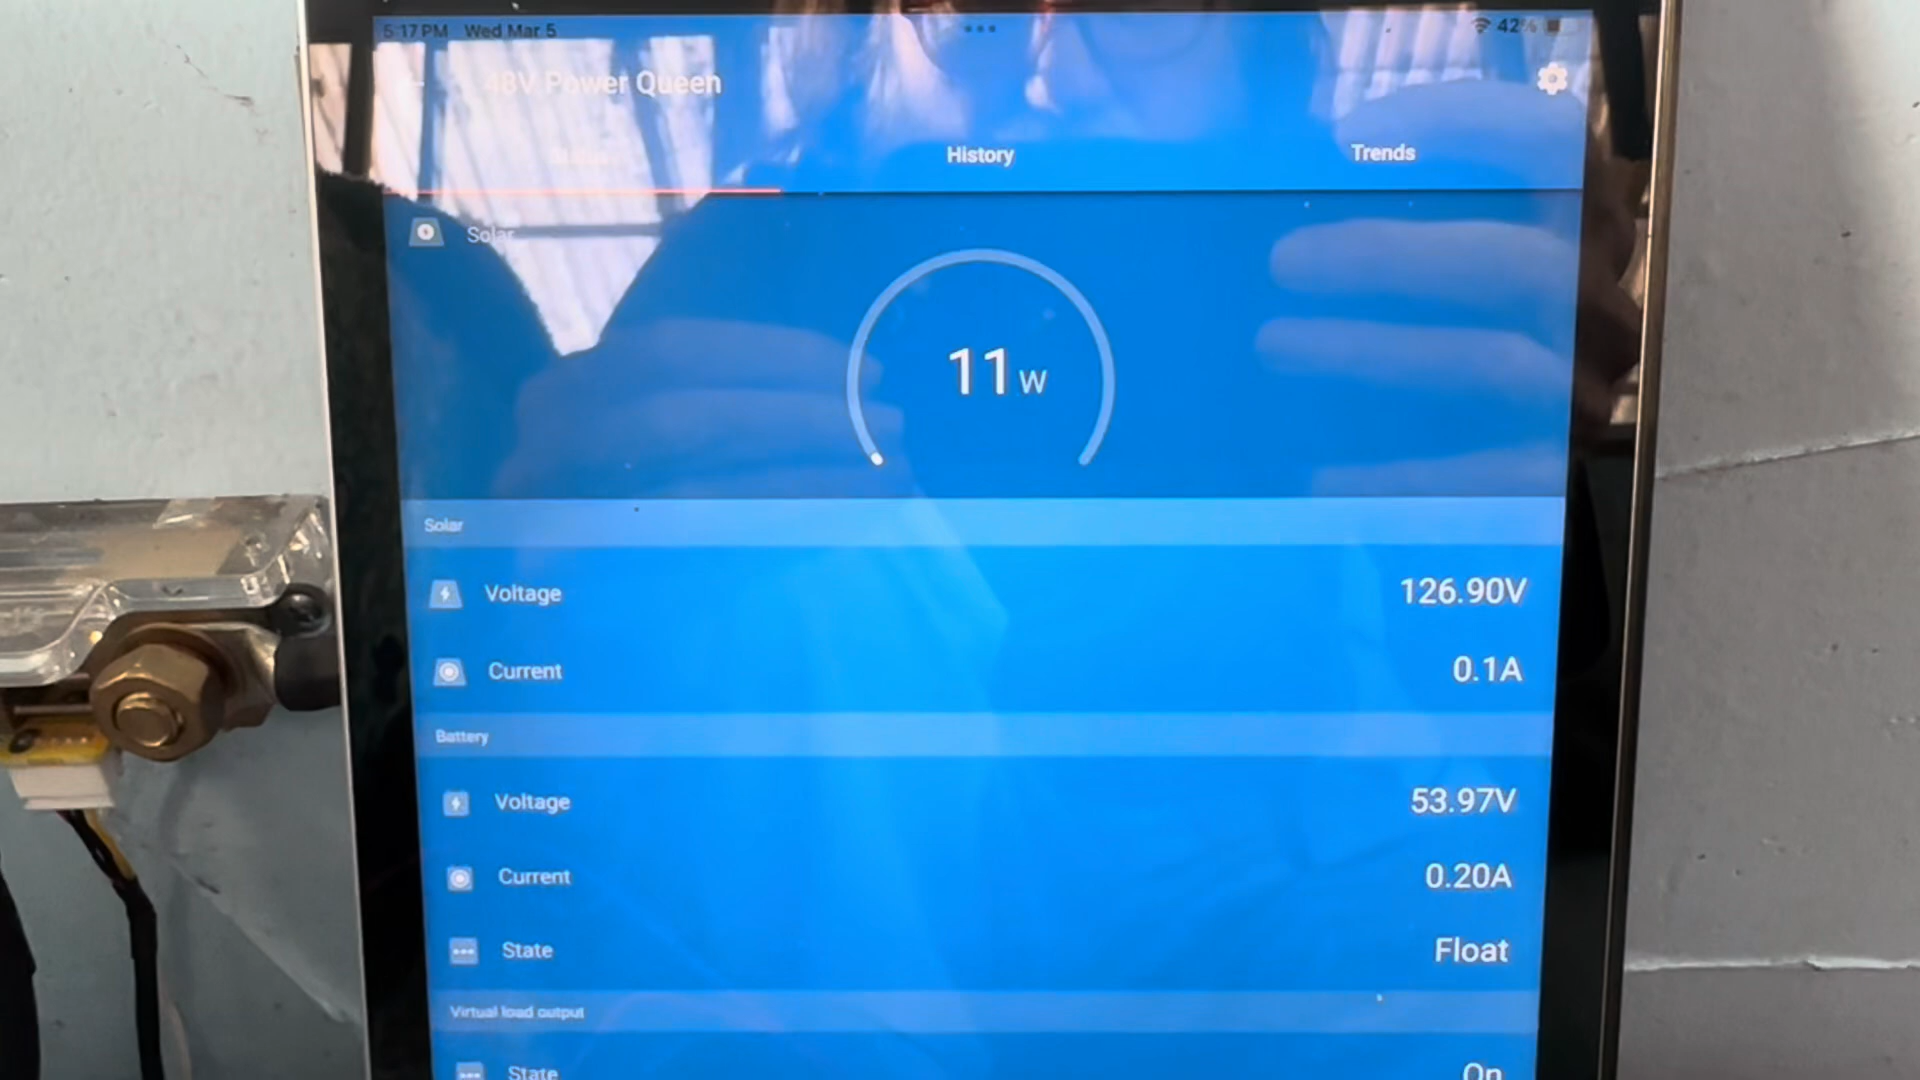 5:17 PM Wed Mar 5 42%
48V Power Queen
History Trends
Solar
11W
Solar
Voltage 126.90V
Current 0.1A
Battery
Voltage 53.97V
Current 0.20A
State Float
Virtual load output
State On